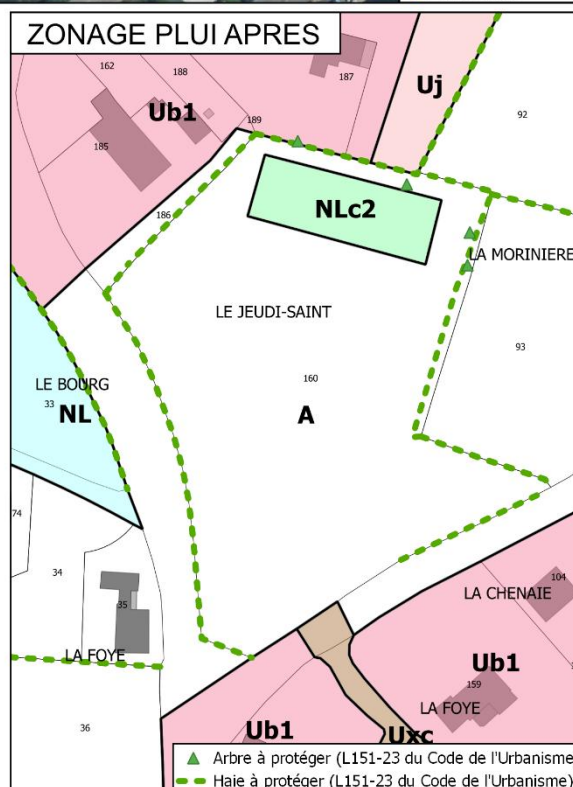 ZONAGE PLUI APRES
162
188
187
Ub1
Uj
92
189
185
NLc2
186
LA MORINIERE
LE JEUDI-SAINT
93
LE BOURG
160
33
NL
A
74
34
104
LA CHENAIE
35
LA FOYE
Ub1
159
36
LA FOYE
Ub1
Uxc
Arbre à protéger (L151-23 du Code de l'Urbanisme
Haie à protéger (L151-23 du Code de l'Urbanisme)